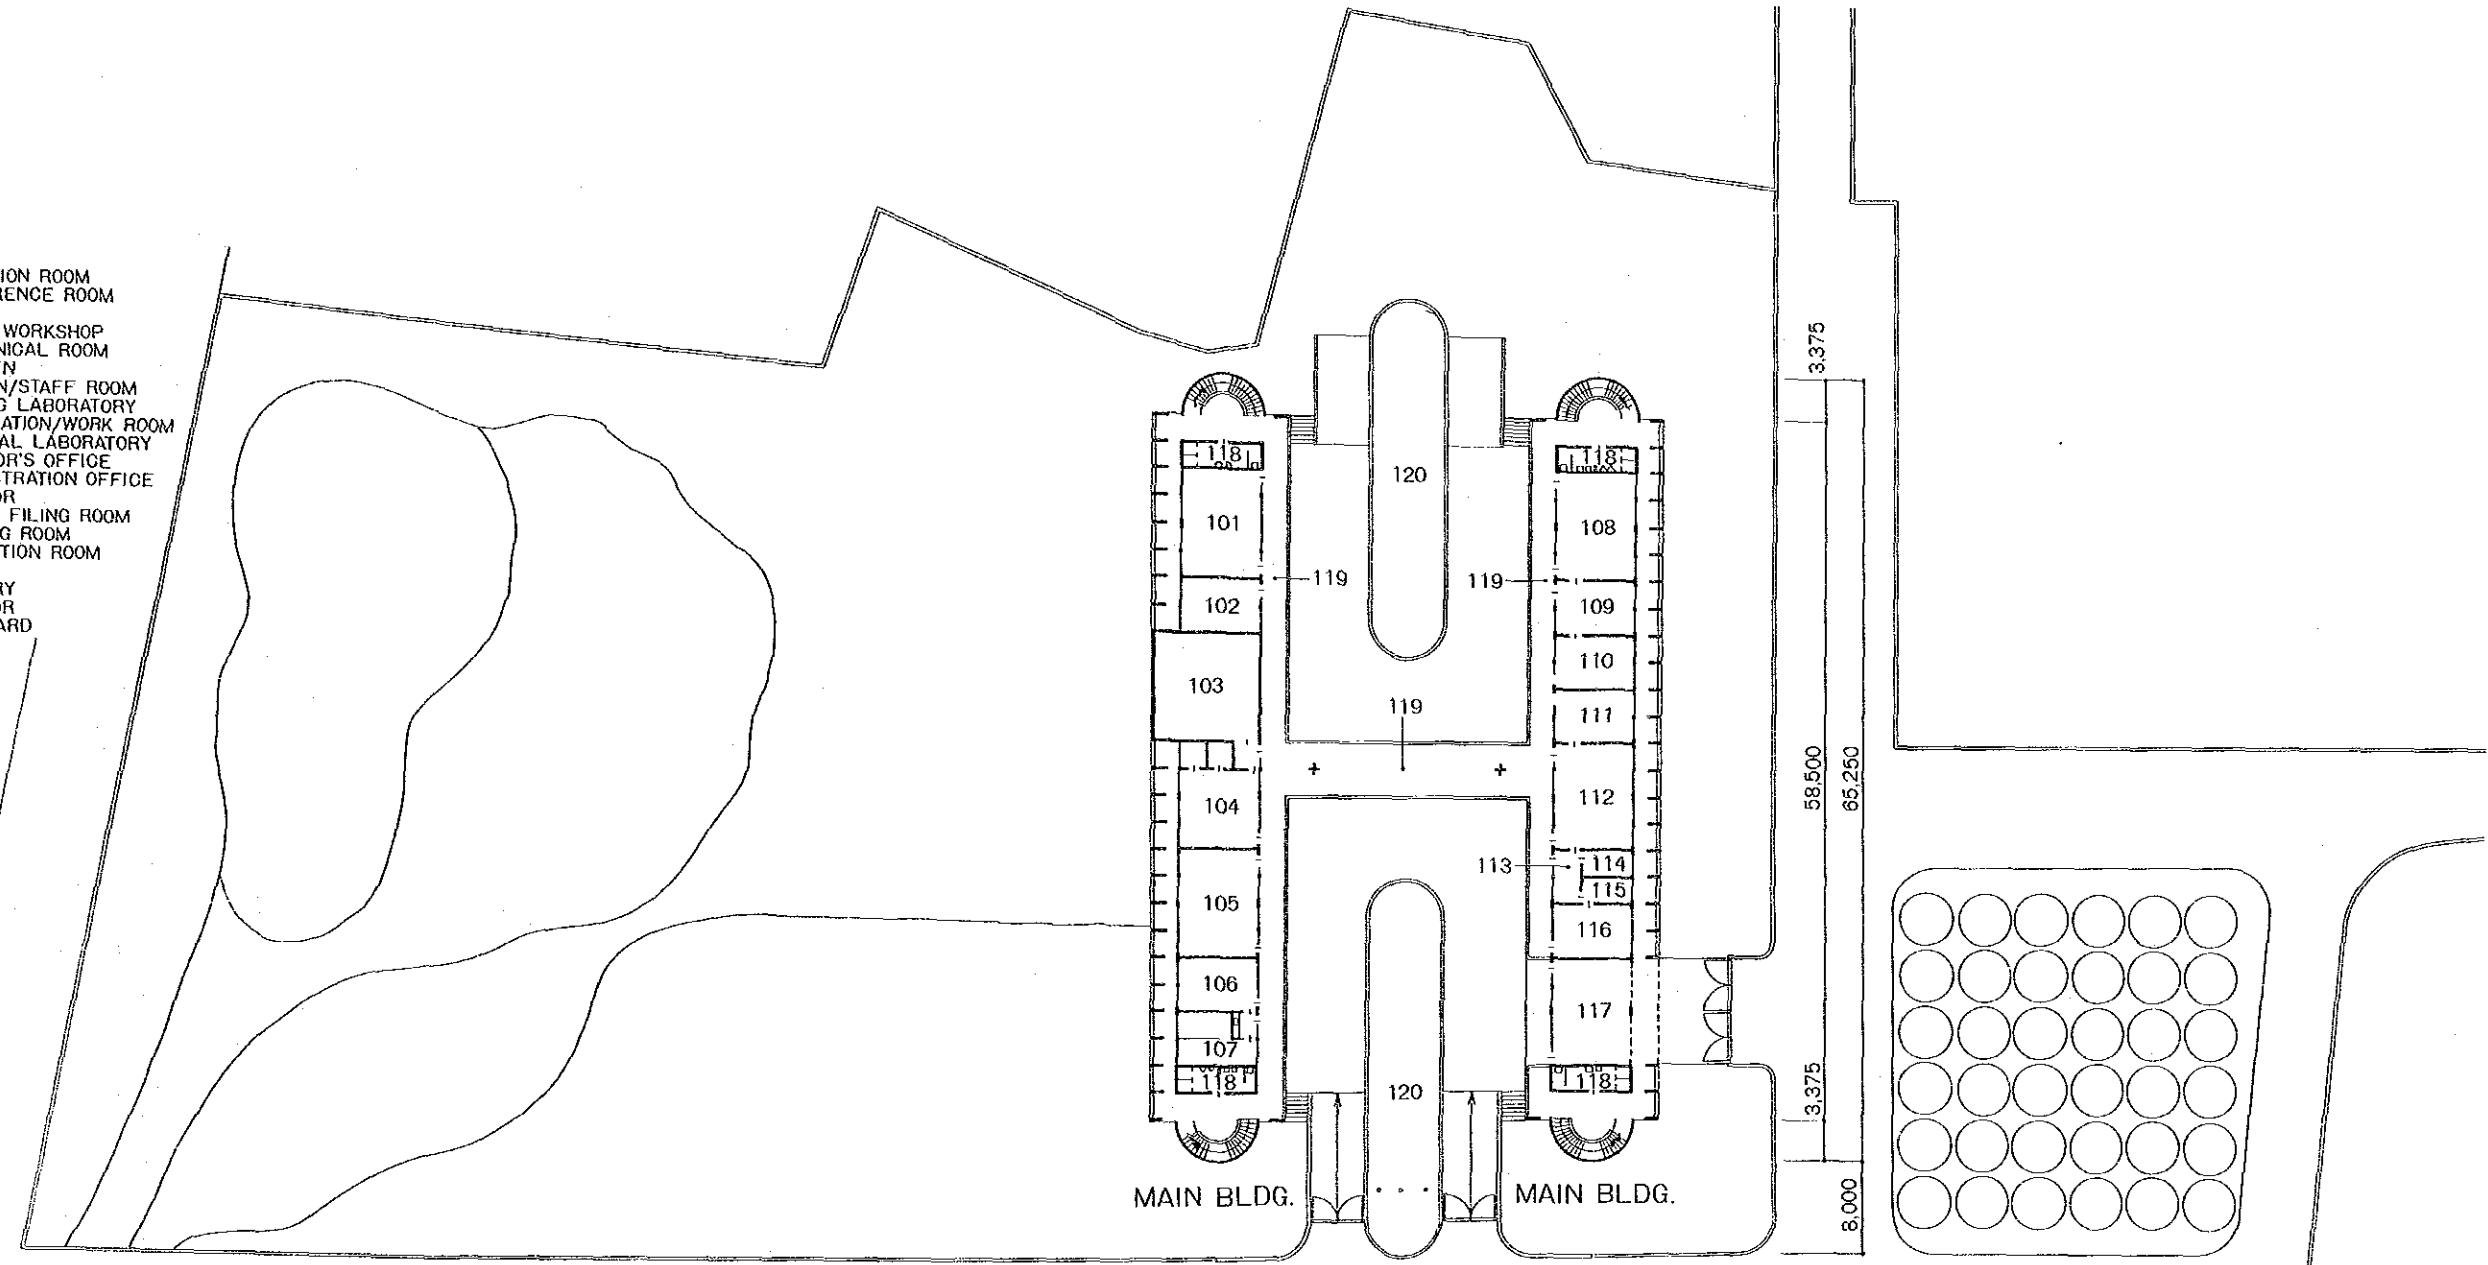 ION ROOM
RENCE ROOM
WORKSHOP
NICAL ROOM
N/STAFF ROOM
G LABORATORY
ATION/WORK ROOM
AL LABORATORY
OR'S OFFICE
TRATION OFFICE
OR
FILING ROOM
G ROOM
TION ROOM
RY
OR
ARD
118
101
102
103
104
105
106
107
118
119
119
119
120
120
118
108
109
110
111
112
113
114
115
116
117
118
MAIN BLDG.
MAIN BLDG.
3,375
58,500
65,250
3,375
8,000